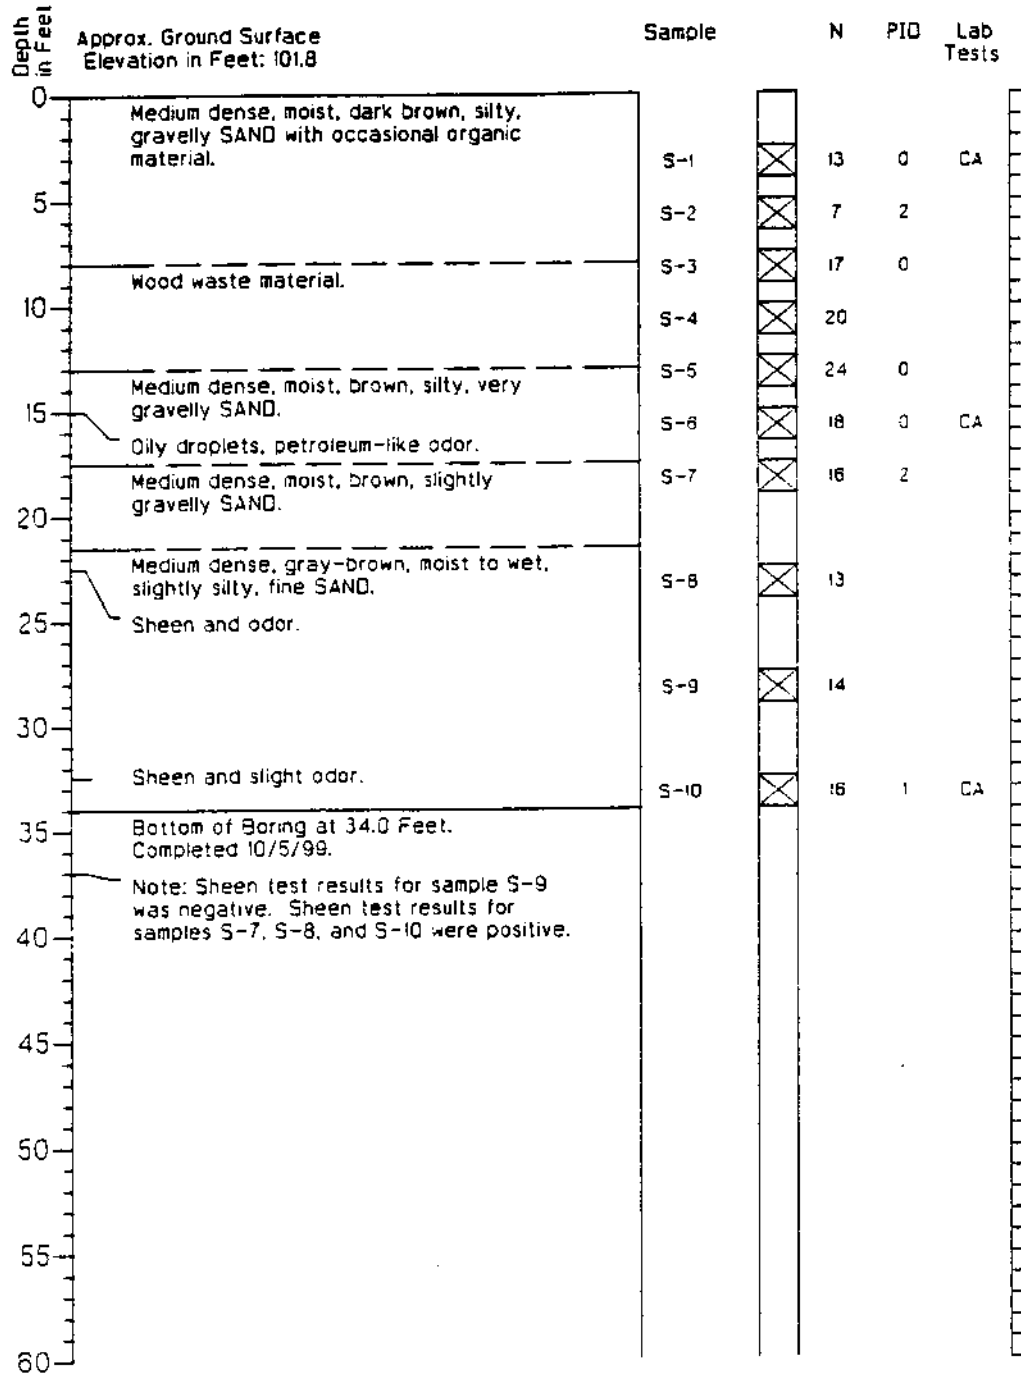 Depth
in Feet
Approx. Ground Surface
Elevation in Feet: 101.8
Sample N PID Lab
Tests
0
Medium dense, moist, dark brown, silty,
gravelly SAND with occasional organic
material.
S-1 13 0 CA
5
S-2 7 2
S-3 17 0
Wood waste material.
10
S-4 20
S-5 24 0
Medium dense, moist, brown, silty, very
gravelly SAND.
15
S-6 18 0 CA
Oily droplets, petroleum-like odor.
S-7 16 2
Medium dense, moist, brown, slightly
gravelly SAND.
20
Medium dense, gray-brown, moist to wet,
slightly silty, fine SAND.
S-8 13
25
Sheen and odor.
S-9 14
30
Sheen and slight odor.
S-10 16 1 CA
35
Bottom of Boring at 34.0 Feet.
Completed 10/5/99.
Note: Sheen test results for sample S-9
was negative. Sheen test results for
samples S-7, S-8, and S-10 were positive.
40
45
50
55
60